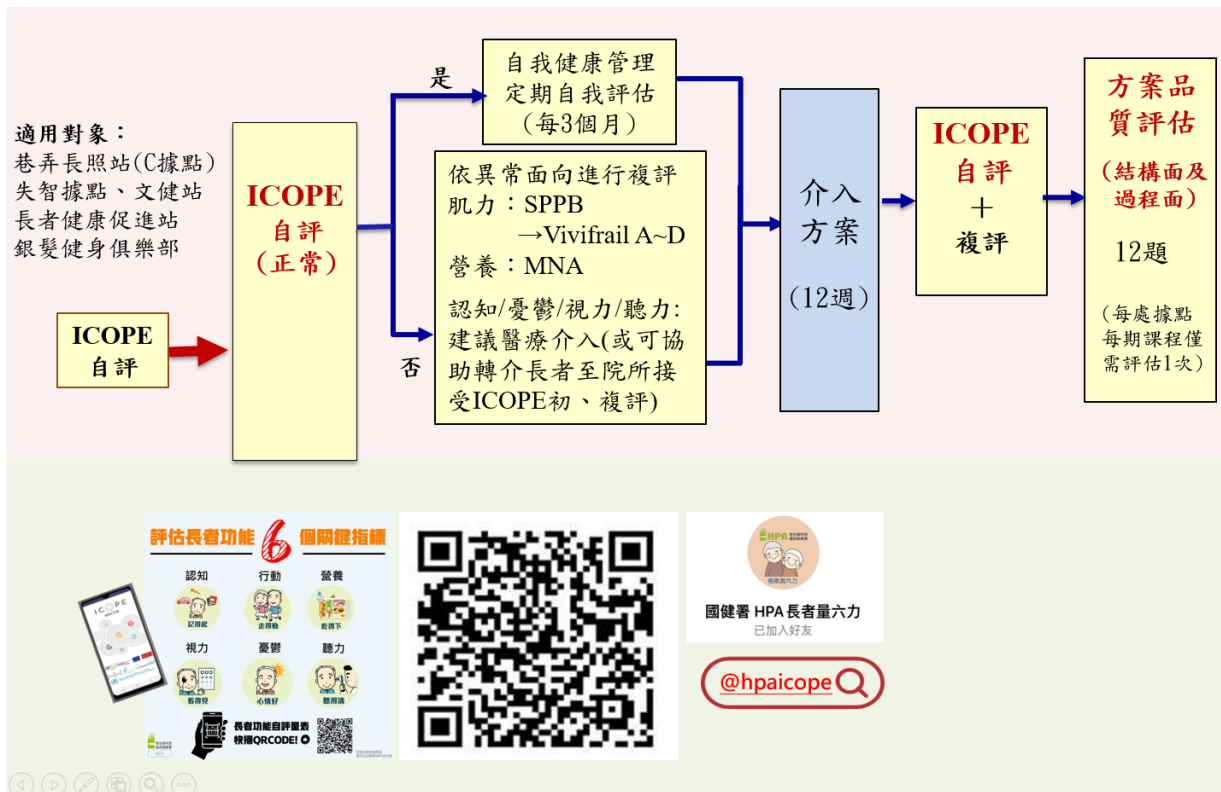 適用對象：
巷弄長照站(C據點)
失智據點、文健站
長者健康促進站
銀髮健身俱樂部
ICOPE
自評
ICOPE
自評
(正常)
是
自我健康管理
定期自我評估
(每3個月)
否
依異常面向進行複評
肌力：SPPB
→Vivifrail A~D
營養：MNA
認知/憂鬱/視力/聽力:
建議醫療介入(或可協
助轉介長者至院所接
受ICOPE初、複評)
介入
方案
(12週)
ICOPE
自評
＋
複評
方案品
質評估
(結構面及
過程面)
12題
(每處據點
每期課程僅
需評估1次)
ICOPE
評估長者功能6個關鍵指標
認知 行動 營養
記得起 走得動 吃得下
視力 憂鬱 聽力
看得見 心情好 聽得清
長者功能自評量表
快掃QRCODE!
HPA
國健署 HPA 長者量六力
已加入好友
@hpaicope